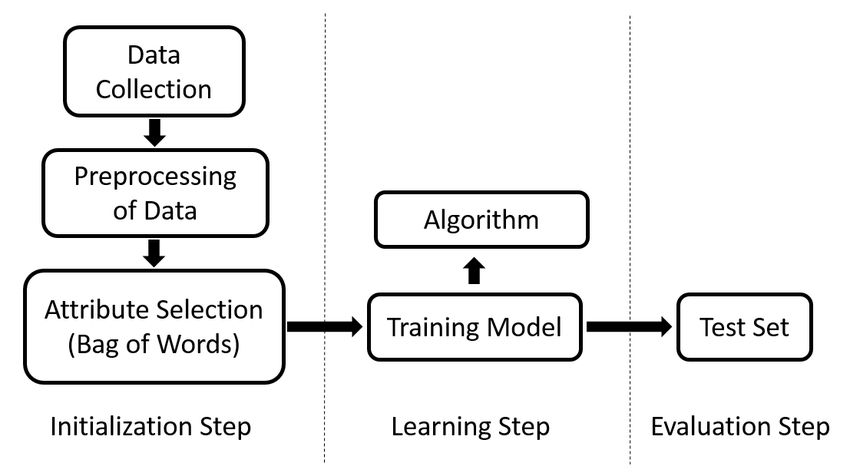 Data
Collection
Preprocessing
of Data
Attribute Selection
(Bag of Words)
Initialization Step
Algorithm
Training Model
Learning Step
Test Set
Evaluation Step